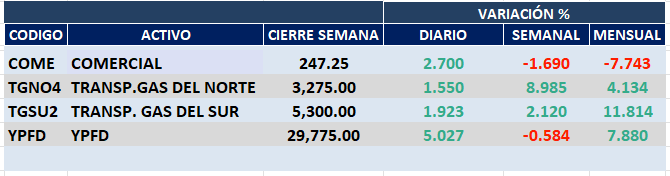 VARIACIÓN %
CODIGO ACTIVO CIERRE SEMANA DIARIO SEMANAL MENSUAL
COME COMERCIAL 247.25 2.700 -1.690 -7.743
TGNO4 TRANSP.GAS DEL NORTE 3,275.00 1.550 8.985 4.134
TGSU2 TRANSP. GAS DEL SUR 5,300.00 1.923 2.120 11.814
YPFD YPFD 29,775.00 5.027 -0.584 7.880